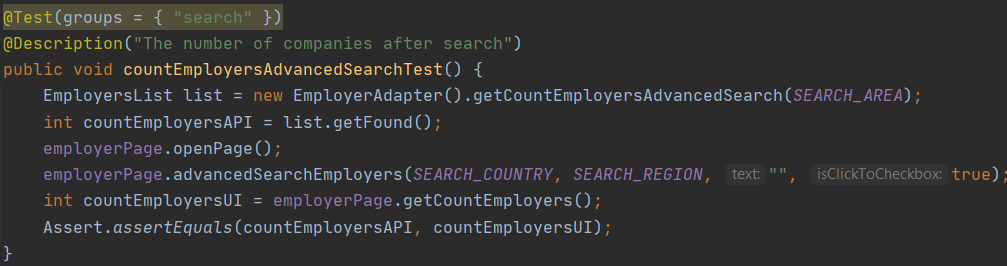 @Test(groups = { "search" })
@Description("The number of companies after search")
public void countEmployersAdvancedSearchTest() {
    EmployersList list = new EmployerAdapter().getCountEmployersAdvancedSearch(SEARCH_AREA);
    int countEmployersAPI = list.getFound();
    employerPage.openPage();
    employerPage.advancedSearchEmployers(SEARCH_COUNTRY, SEARCH_REGION, text: "", isClickToCheckbox: true);
    int countEmployersUI = employerPage.getCountEmployers();
    Assert.assertEquals(countEmployersAPI, countEmployersUI);
}